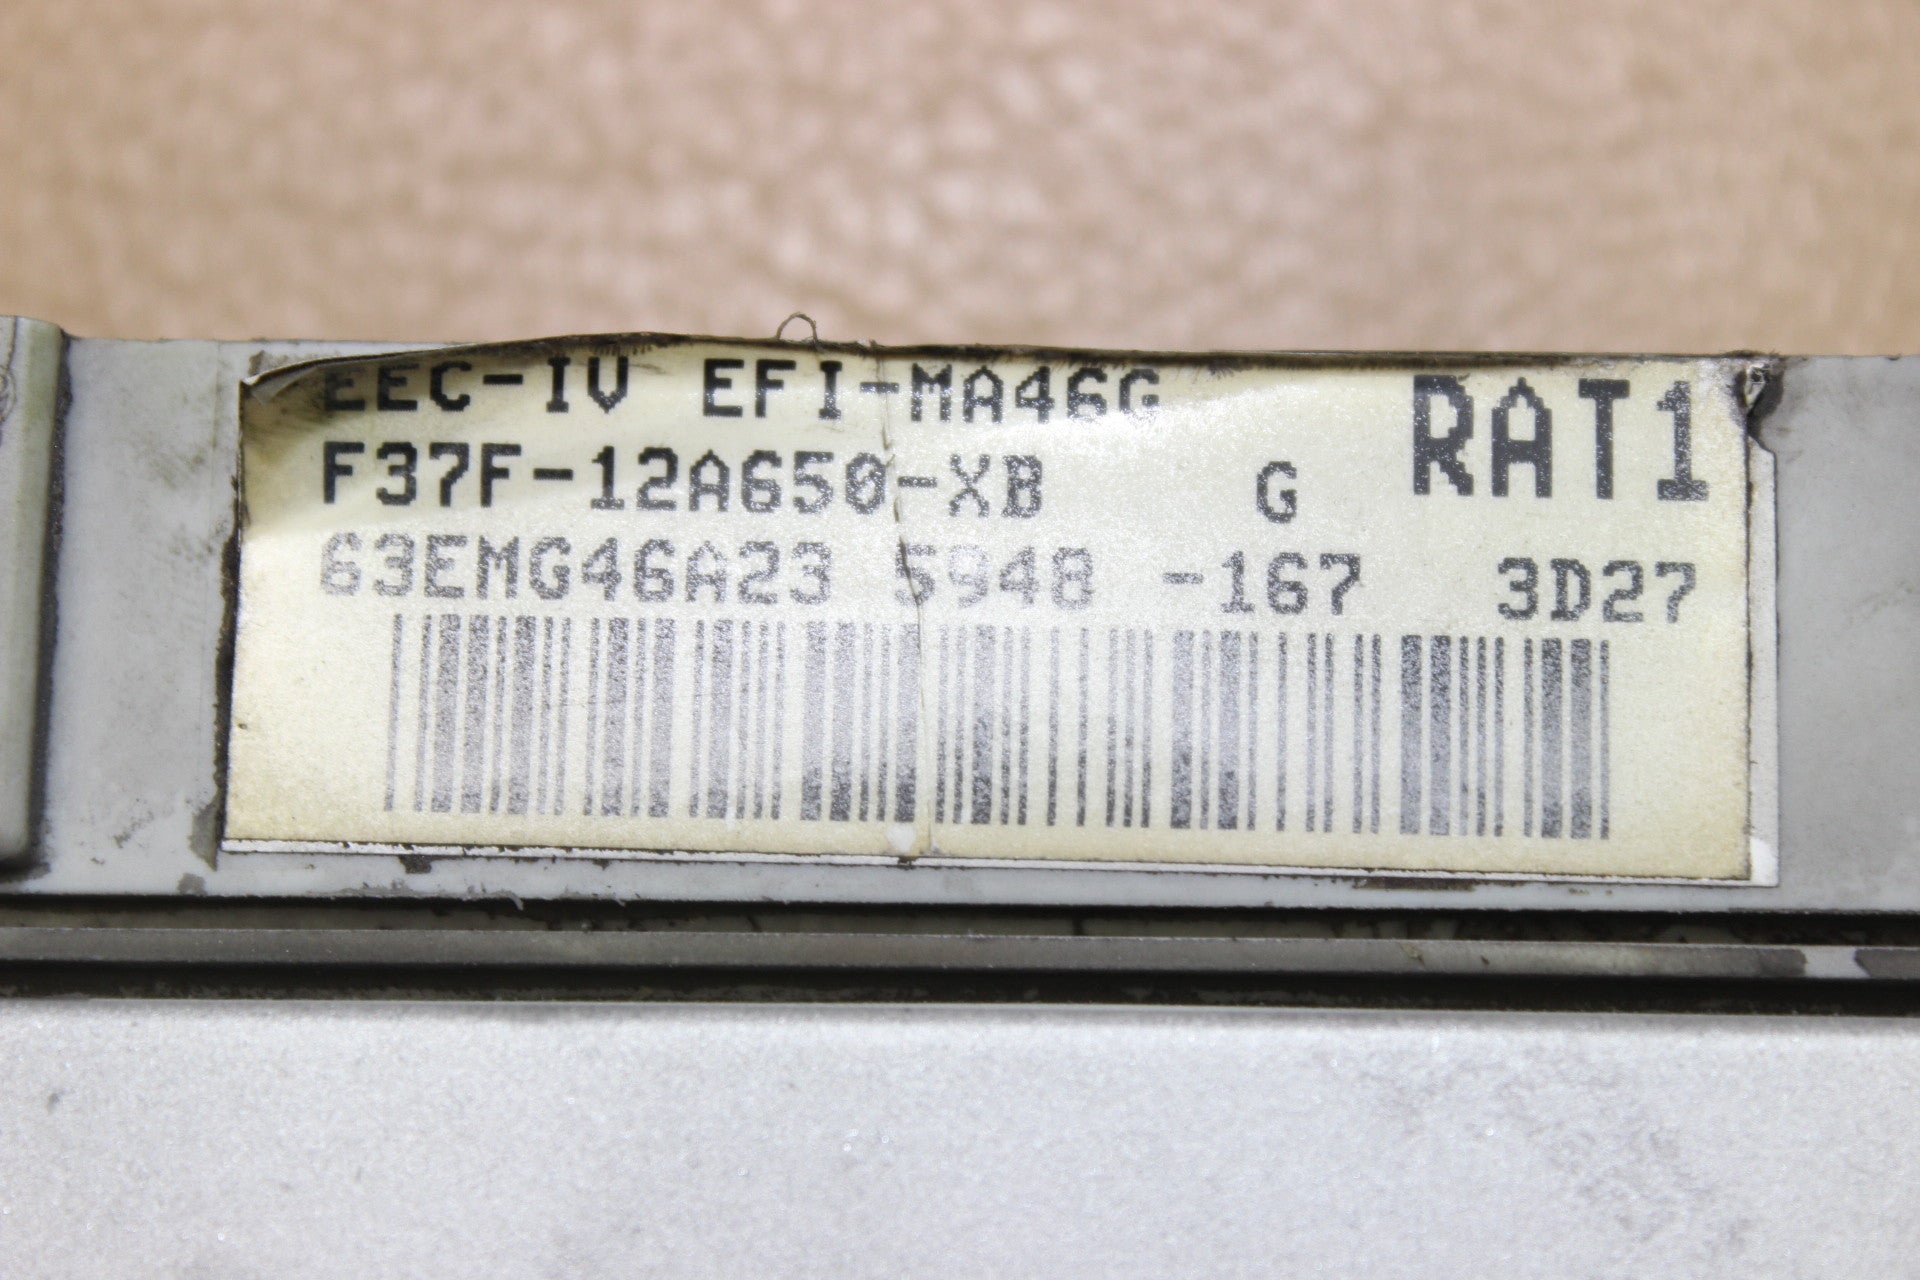 EEC-IV EFI-MA46G RAT1
F37F-12A650-XB G
63EMG46A23 5948 -167 3D27